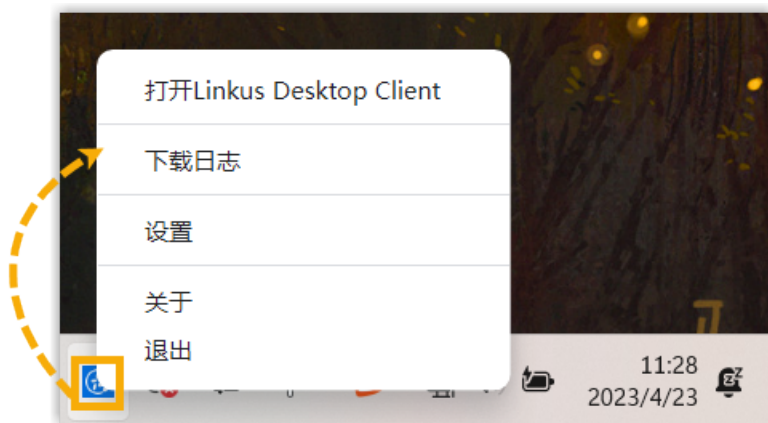 打开Linkus Desktop Client
下载日志
设置
关于
退出
11:28
2023/4/23